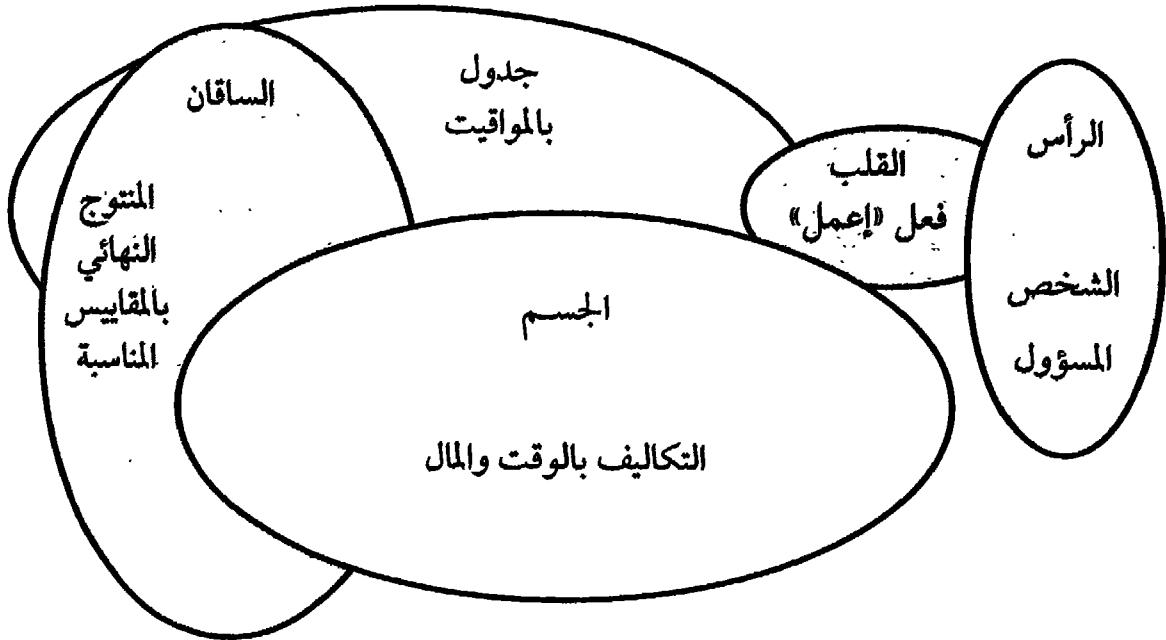 الرأس
الشخص
المسؤول
القلب
فعل «إعمل»
جدول
بالمواقيت
الساقان
المنتوج
النهائي
بالمقاييس
المناسبة
الجسم
التكاليف بالوقت والمال